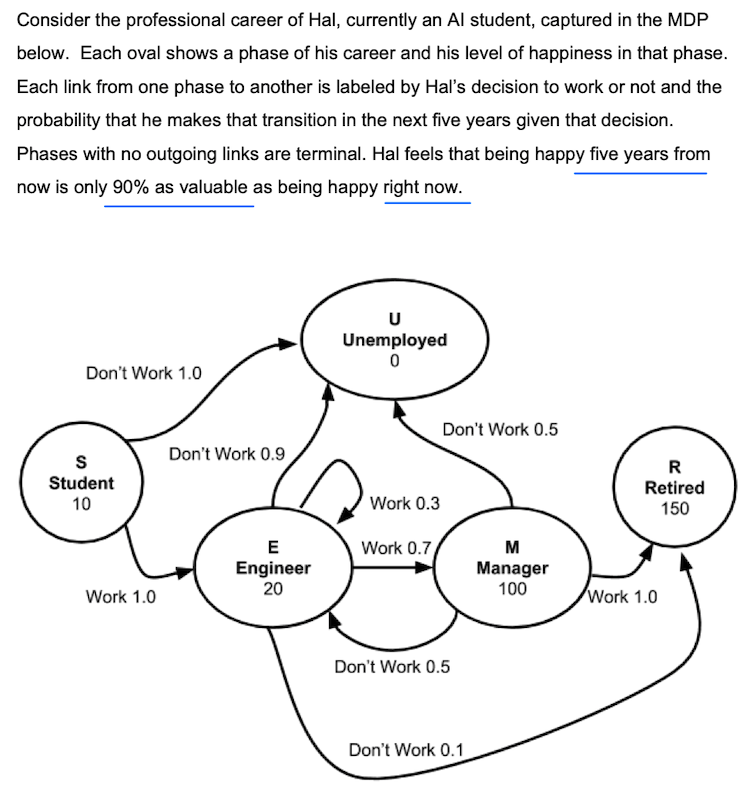 Consider the professional career of Hal, currently an AI student, captured in the MDP
below. Each oval shows a phase of his career and his level of happiness in that phase.
Each link from one phase to another is labeled by Hal's decision to work or not and the
probability that he makes that transition in the next five years given that decision.
Phases with no outgoing links are terminal. Hal feels that being happy five years from
now is only 90% as valuable as being happy right now.
U
Unemployed
0
Don't Work 1.0
Don't Work 0.5
Don't Work 0.9
S
Student
10
R
Retired
150
Work 0.3
E
Engineer
20
Work 0.7
M
Manager
100
Work 1.0
Work 1.0
Don't Work 0.5
Don't Work 0.1